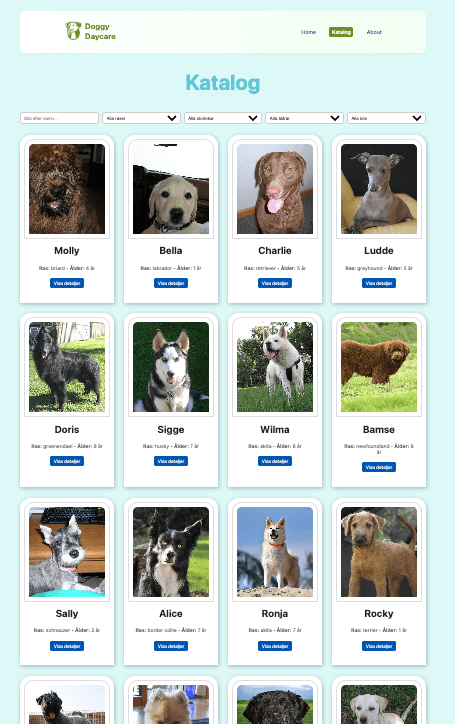 Doggy
Daycare
Home Katalog About
Katalog
Sök efter namn... Alla raser Alla storlekar Alla åldrar Alla kön
Molly Bella Charlie Ludde
Ras: briard - Ålder: 4 år Ras: labrador - Ålder: 1 år Ras: retriever - Ålder: 5 år Ras: greyhound - Ålder: 5 år
Visa detaljer Visa detaljer Visa detaljer Visa detaljer
Doris Sigge Wilma Bamse
Ras: groenendael - Ålder: 8 år Ras: husky - Ålder: 7 år Ras: akita - Ålder: 6 år Ras: newfoundland - Ålder: 6
år
Visa detaljer Visa detaljer Visa detaljer Visa detaljer
Sally Alice Ronja Rocky
Ras: schnauzer - Ålder: 2 år Ras: border collie - Ålder: 7 år Ras: akita - Ålder: 7 år Ras: terrier - Ålder: 1 år
Visa detaljer Visa detaljer Visa detaljer Visa detaljer